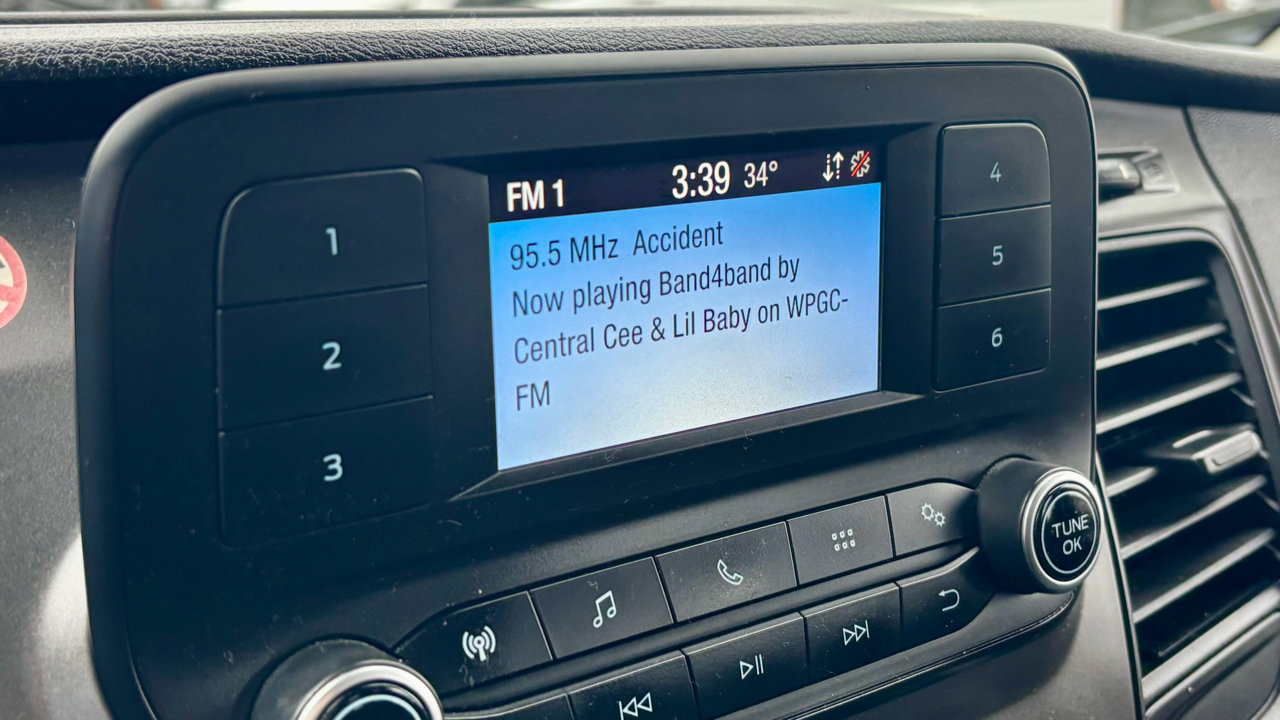 FM 1 3:39 34°
95.5 MHz Accident
Now playing Band4band by
Central Cee & Lil Baby on WPGC-
FM
1
2
3
4
5
6
TUNE
OK